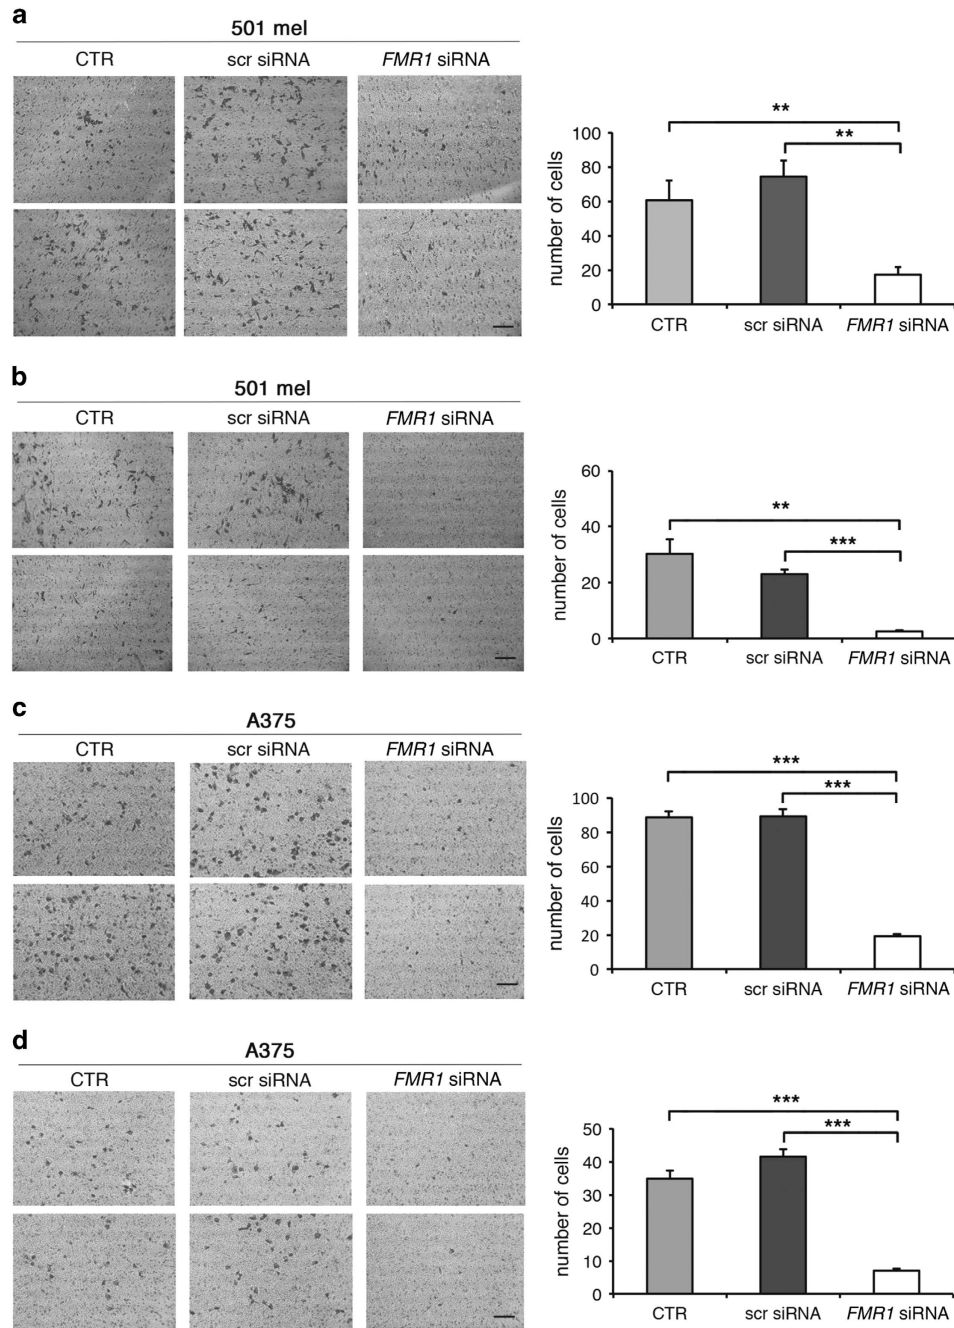 a
501 mel
CTR scr siRNA FMR1 siRNA
** 
**
number of cells
100
80
60
40
20
0
CTR scr siRNA FMR1 siRNA
b
501 mel
CTR scr siRNA FMR1 siRNA
**
***
number of cells
60
40
20
0
CTR scr siRNA FMR1 siRNA
c
A375
CTR scr siRNA FMR1 siRNA
***
***
number of cells
100
80
60
40
20
0
CTR scr siRNA FMR1 siRNA
d
A375
CTR scr siRNA FMR1 siRNA
***
***
number of cells
50
40
30
20
10
0
CTR scr siRNA FMR1 siRNA